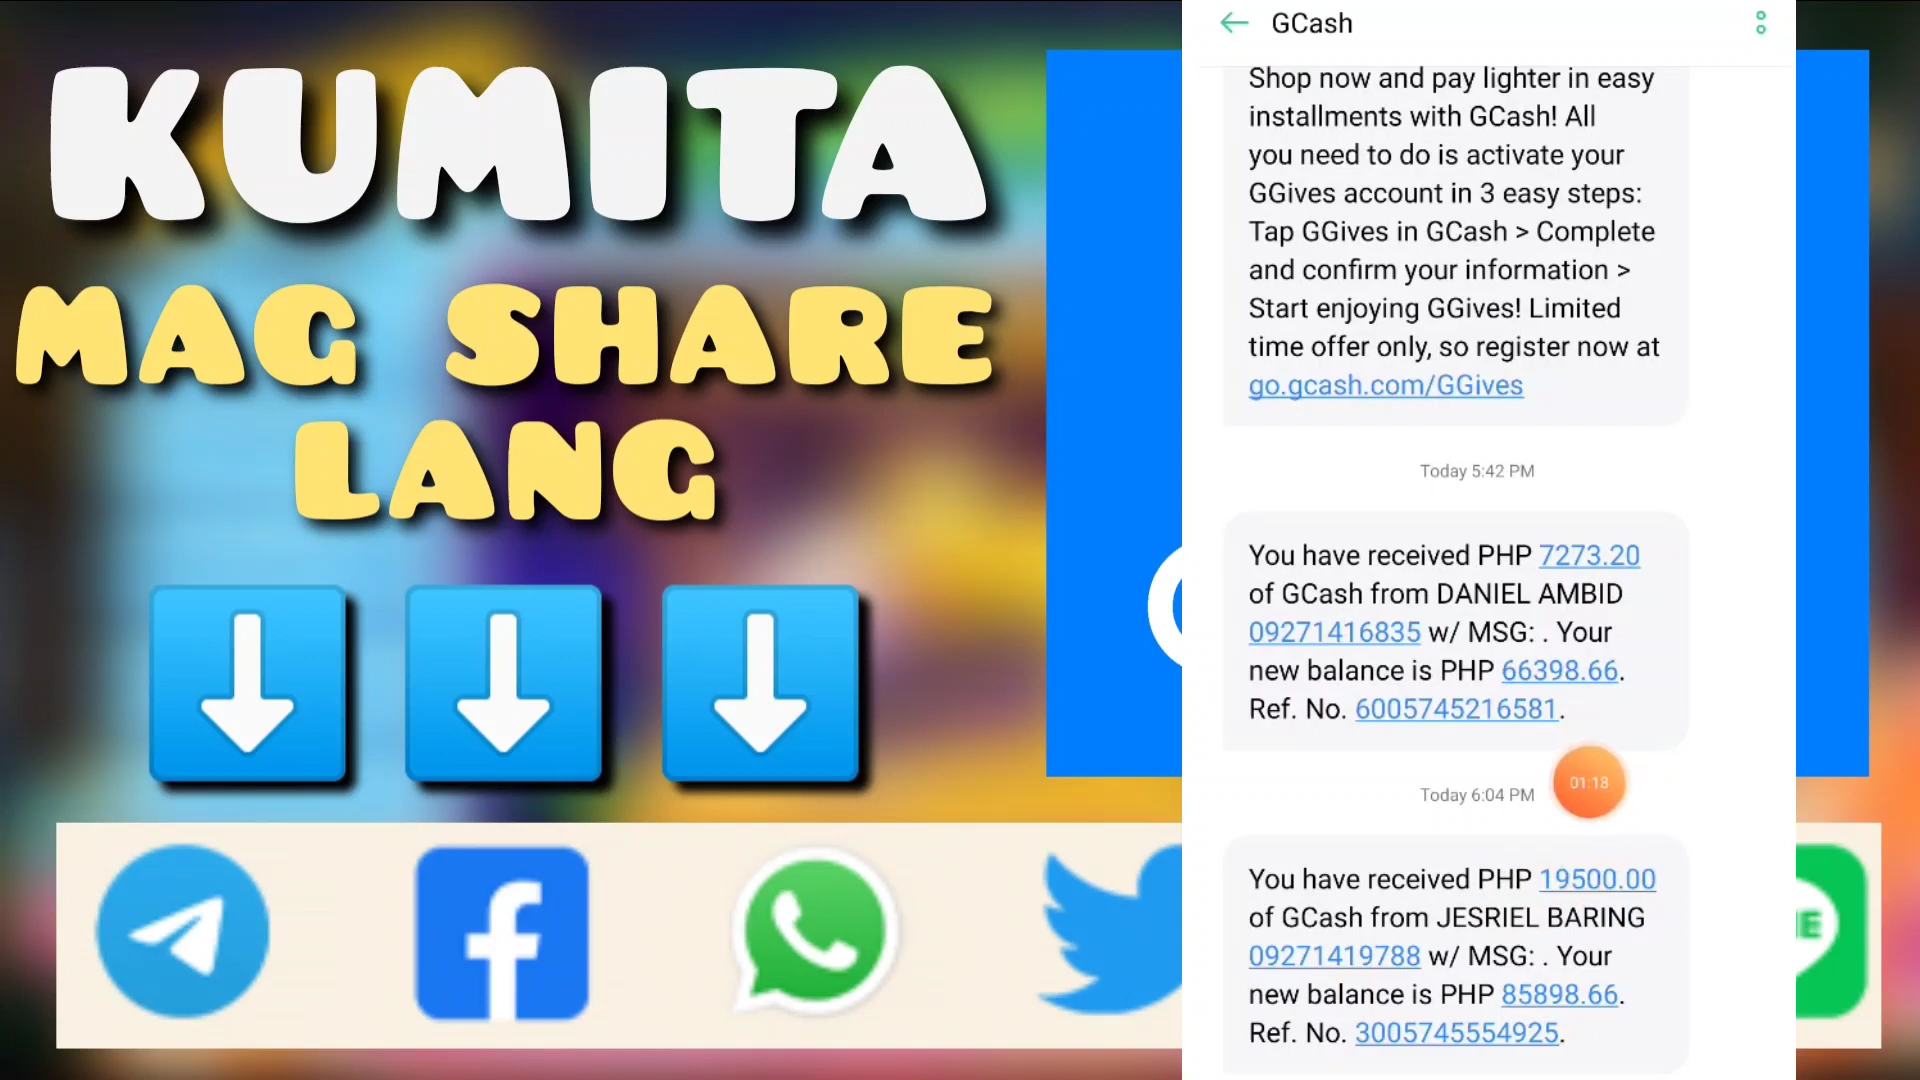 KUMITA
MAG SHARE
LANG
GCash
Shop now and pay lighter in easy
installments with GCash! All
you need to do is activate your
GGives account in 3 easy steps:
Tap GGives in GCash > Complete
and confirm your information >
Start enjoying GGives! Limited
time offer only, so register now at
go.gcash.com/GGives
Today 5:42 PM
You have received PHP 7273.20
of GCash from DANIEL AMBID
09271416835 w/ MSG: . Your
new balance is PHP 66398.66.
Ref. No. 6005745216581.
01:18
Today 6:04 PM
You have received PHP 19500.00
of GCash from JESRIEL BARING
09271419788 w/ MSG: . Your
new balance is PHP 85898.66.
Ref. No. 3005745554925.